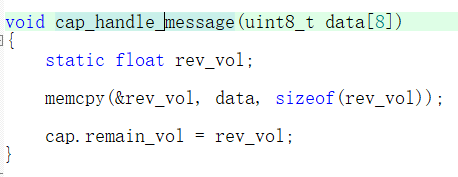 void cap_handle_message(uint8_t data[8])
{
static float rev_vol;
memcpy(&rev_vol, data, sizeof(rev_vol));
cap.remain_vol = rev_vol;
}